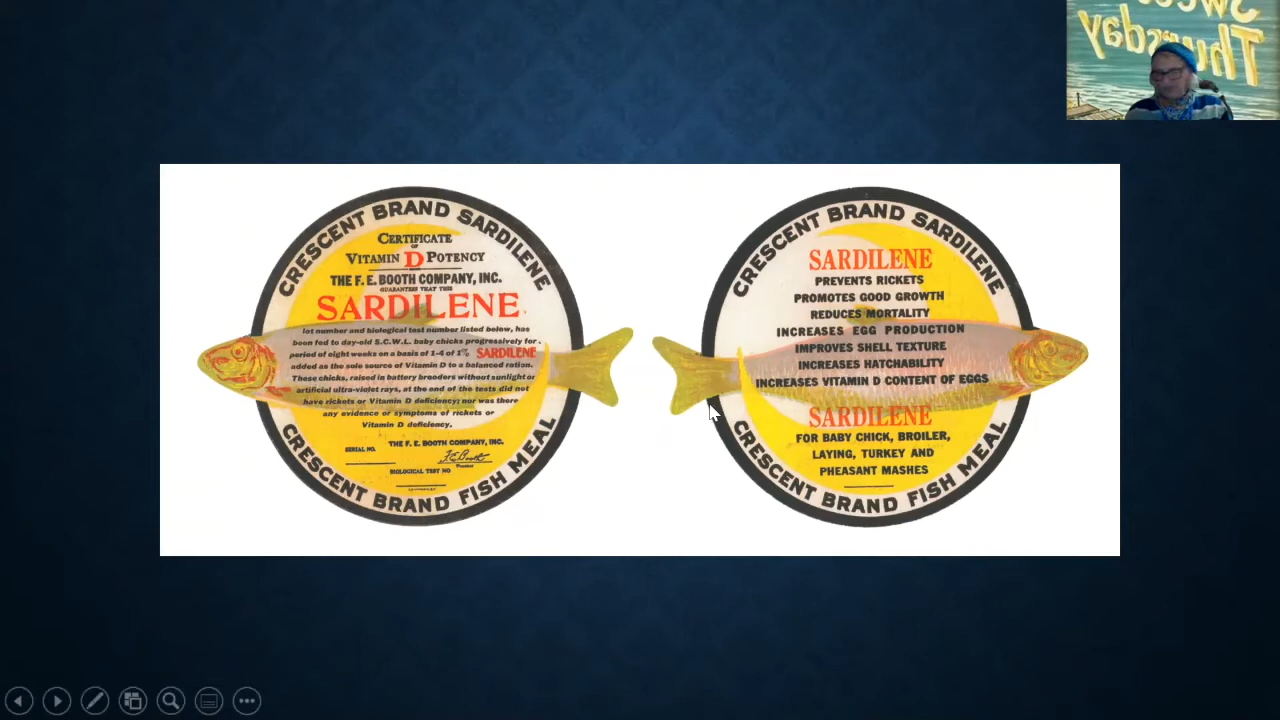 Sweet
Thursday
CRESCENT BRAND SARDILENE
CERTIFICATE
OF
VITAMIN D POTENCY
THE F. E. BOOTH COMPANY, INC.
GUARANTEES THAT THIS
SARDILENE
lot number and biological test number listed below, has
been fed to day-old S.C.W.L. baby chicks progressively for
period of eight weeks on a basis of 1-4 of 1% SARDILENE
added as the sole source of Vitamin D to a balanced ration.
These chicks, raised in battery brooders without sunlight or
artificial ultra-violet rays, at the end of the tests did not
have rickets or Vitamin D deficiency; nor was there
any evidence or symptoms of rickets or
Vitamin D deficiency.
THE F. E. BOOTH COMPANY, INC.
SERIAL NO.
F.E. Booth
President
BIOLOGICAL TEST NO
CRESCENT BRAND FISH MEAL
CRESCENT BRAND SARDILENE
SARDILENE
PREVENTS RICKETS
PROMOTES GOOD GROWTH
REDUCES MORTALITY
INCREASES EGG PRODUCTION
IMPROVES SHELL TEXTURE
INCREASES HATCHABILITY
INCREASES VITAMIN D CONTENT OF EGGS
SARDILENE
FOR BABY CHICK, BROILER,
LAYING, TURKEY AND
PHEASANT MASHES
CRESCENT BRAND FISH MEAL